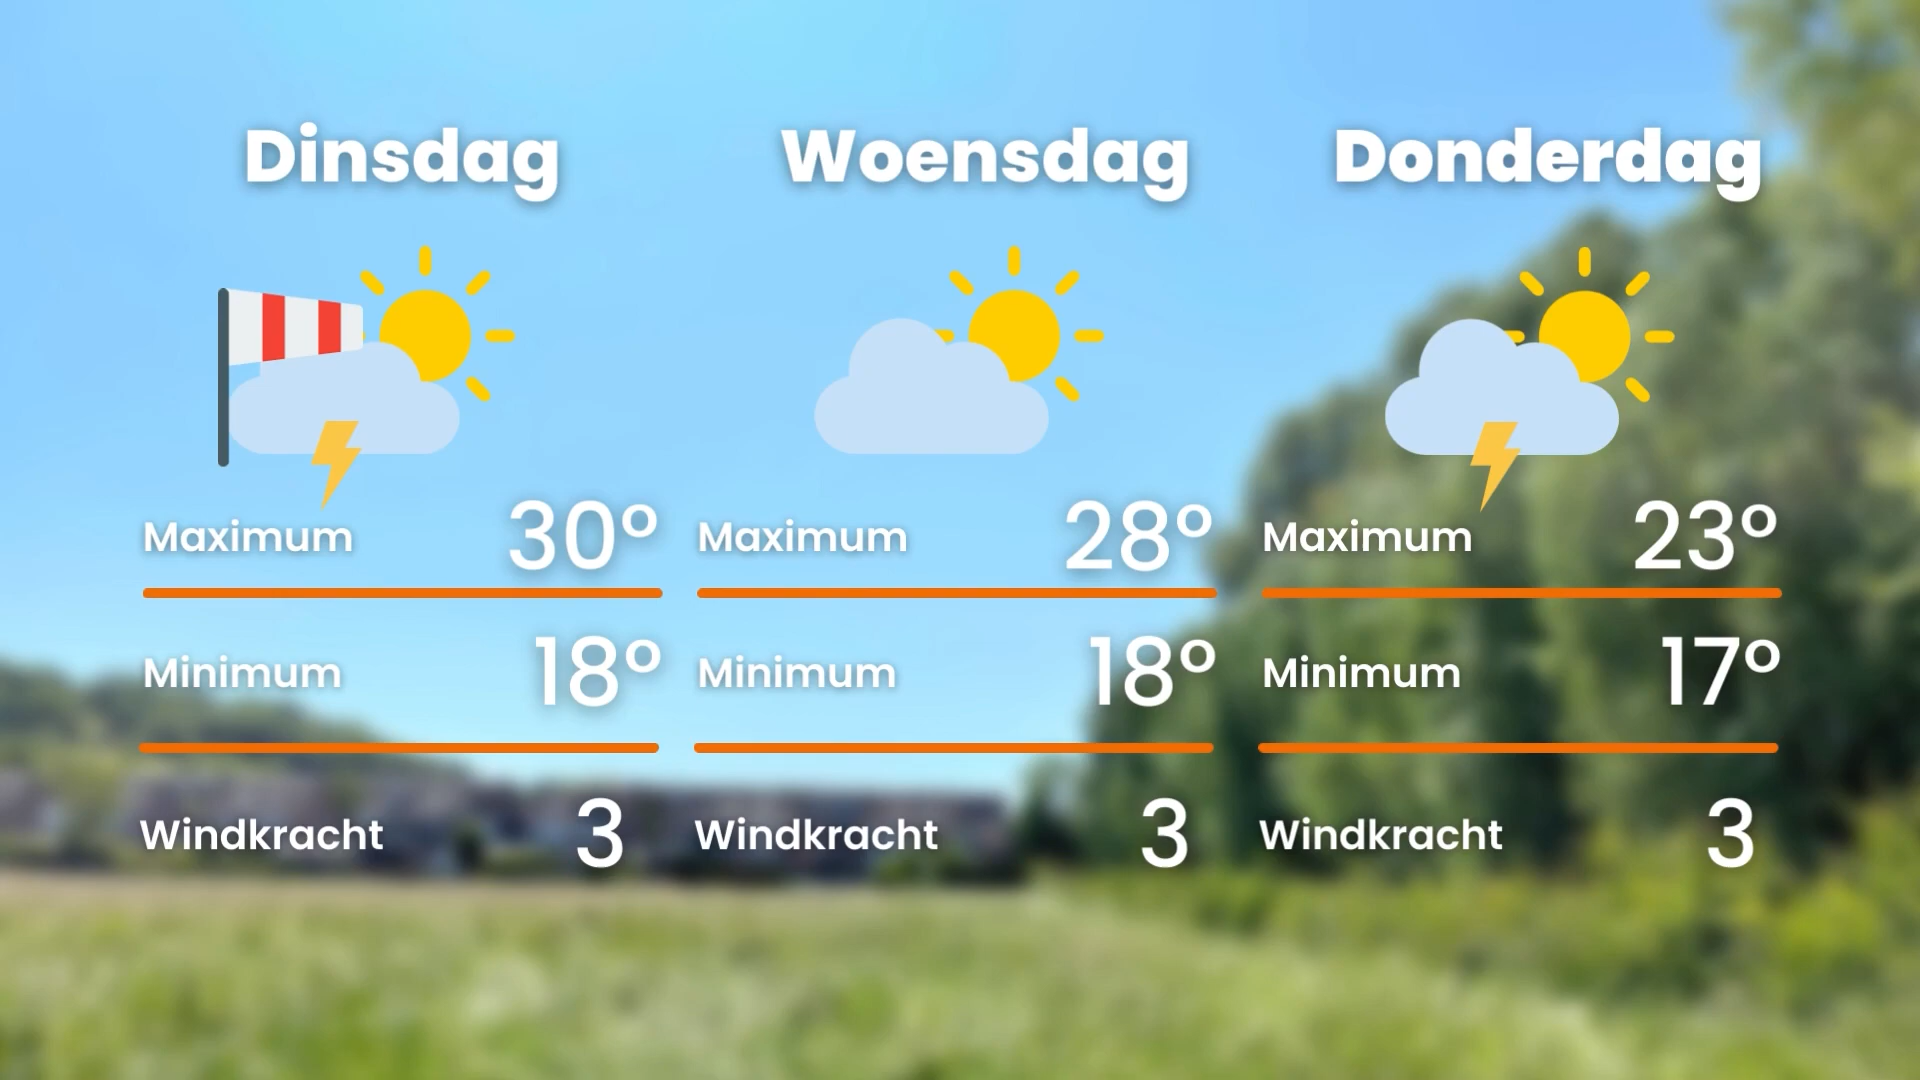 Dinsdag
Maximum 30°
Minimum 18°
Windkracht 3
Woensdag
Maximum 28°
Minimum 18°
Windkracht 3
Donderdag
Maximum 23°
Minimum 17°
Windkracht 3